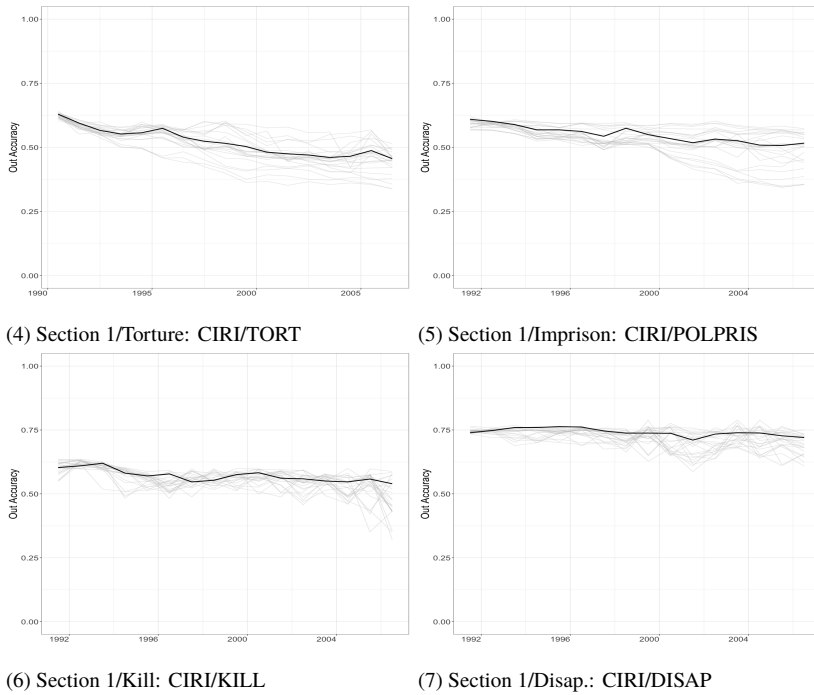 1.00
0.75
0.50
0.25
0.00
Out Accuracy
1990 1995 2000 2005
(4) Section 1/Torture: CIRI/TORT
1.00
0.75
0.50
0.25
0.00
Out Accuracy
1992 1996 2000 2004
(5) Section 1/Imprison: CIRI/POLPRIS
1.00
0.75
0.50
0.25
0.00
Out Accuracy
1992 1996 2000 2004
(6) Section 1/Kill: CIRI/KILL
1.00
0.75
0.50
0.25
0.00
Out Accuracy
1992 1996 2000 2004
(7) Section 1/Disap.: CIRI/DISAP